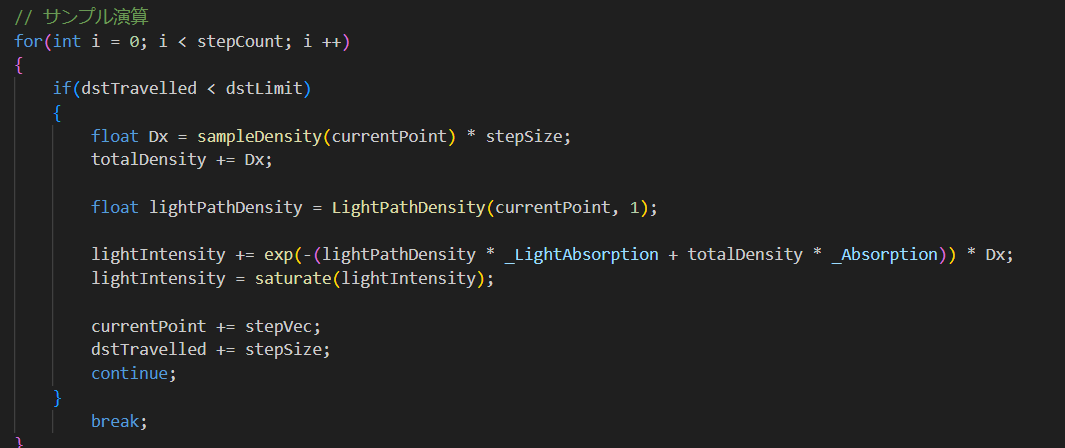 // サンプル演算
for(int i = 0; i < stepCount; i ++)
{
    if(dstTravelled < dstLimit)
    {
        float Dx = sampleDensity(currentPoint) * stepSize;
        totalDensity += Dx;

        float lightPathDensity = LightPathDensity(currentPoint, 1);

        lightIntensity += exp(-(lightPathDensity * _LightAbsorption + totalDensity * _Absorption)) * Dx;
        lightIntensity = saturate(lightIntensity);

        currentPoint += stepVec;
        dstTravelled += stepSize;
        continue;
    }
        break;
}